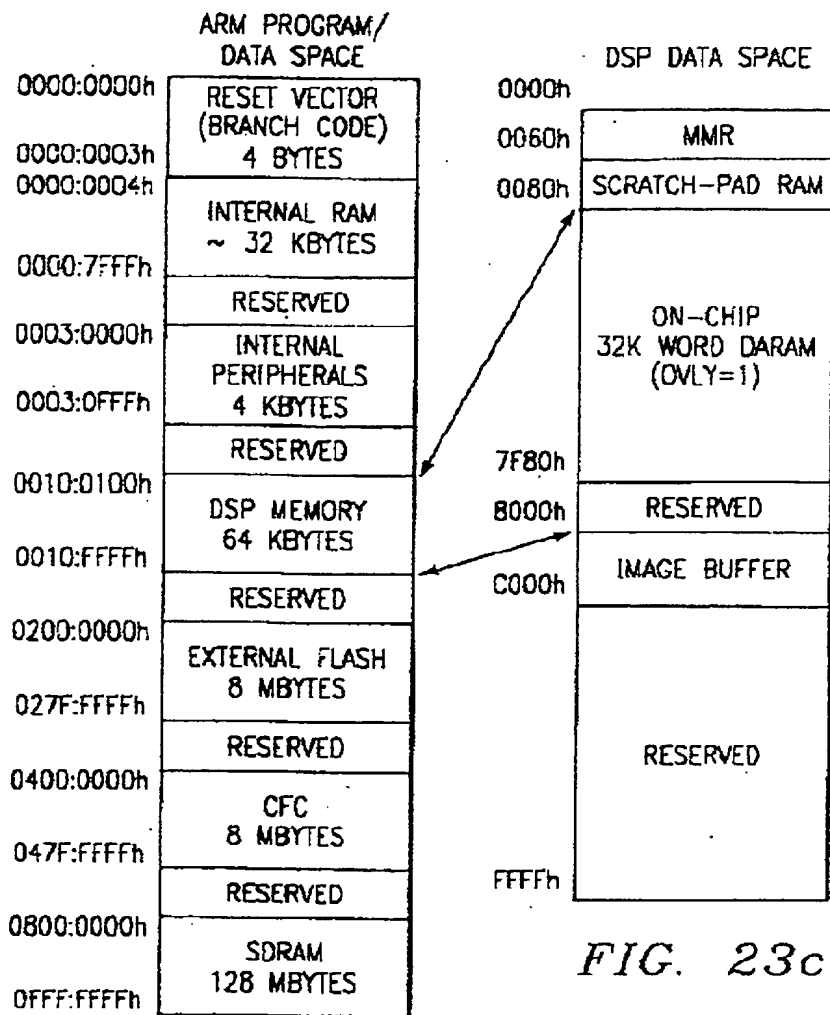 ARM PROGRAM/
DATA SPACE
0000:0000h
RESET VECTOR
(BRANCH CODE)
4 BYTES
0000:0003h
0000:0004h
INTERNAL RAM
~ 32 KBYTES
0000:7FFFh
RESERVED
0003:0000h
INTERNAL
PERIPHERALS
4 KBYTES
0003:0FFFh
RESERVED
0010:0100h
DSP MEMORY
64 KBYTES
0010:FFFFh
RESERVED
0200:0000h
EXTERNAL FLASH
8 MBYTES
027F:FFFFh
RESERVED
0400:0000h
CFC
8 MBYTES
047F:FFFFh
RESERVED
0800:0000h
SDRAM
128 MBYTES
0FFF:FFFFh
DSP DATA SPACE
0000h
0060h
MMR
0080h
SCRATCH-PAD RAM
ON-CHIP
32K WORD DARAM
(OVLY=1)
7F80h
8000h
RESERVED
IMAGE BUFFER
C000h
RESERVED
FFFFh
FIG. 23c